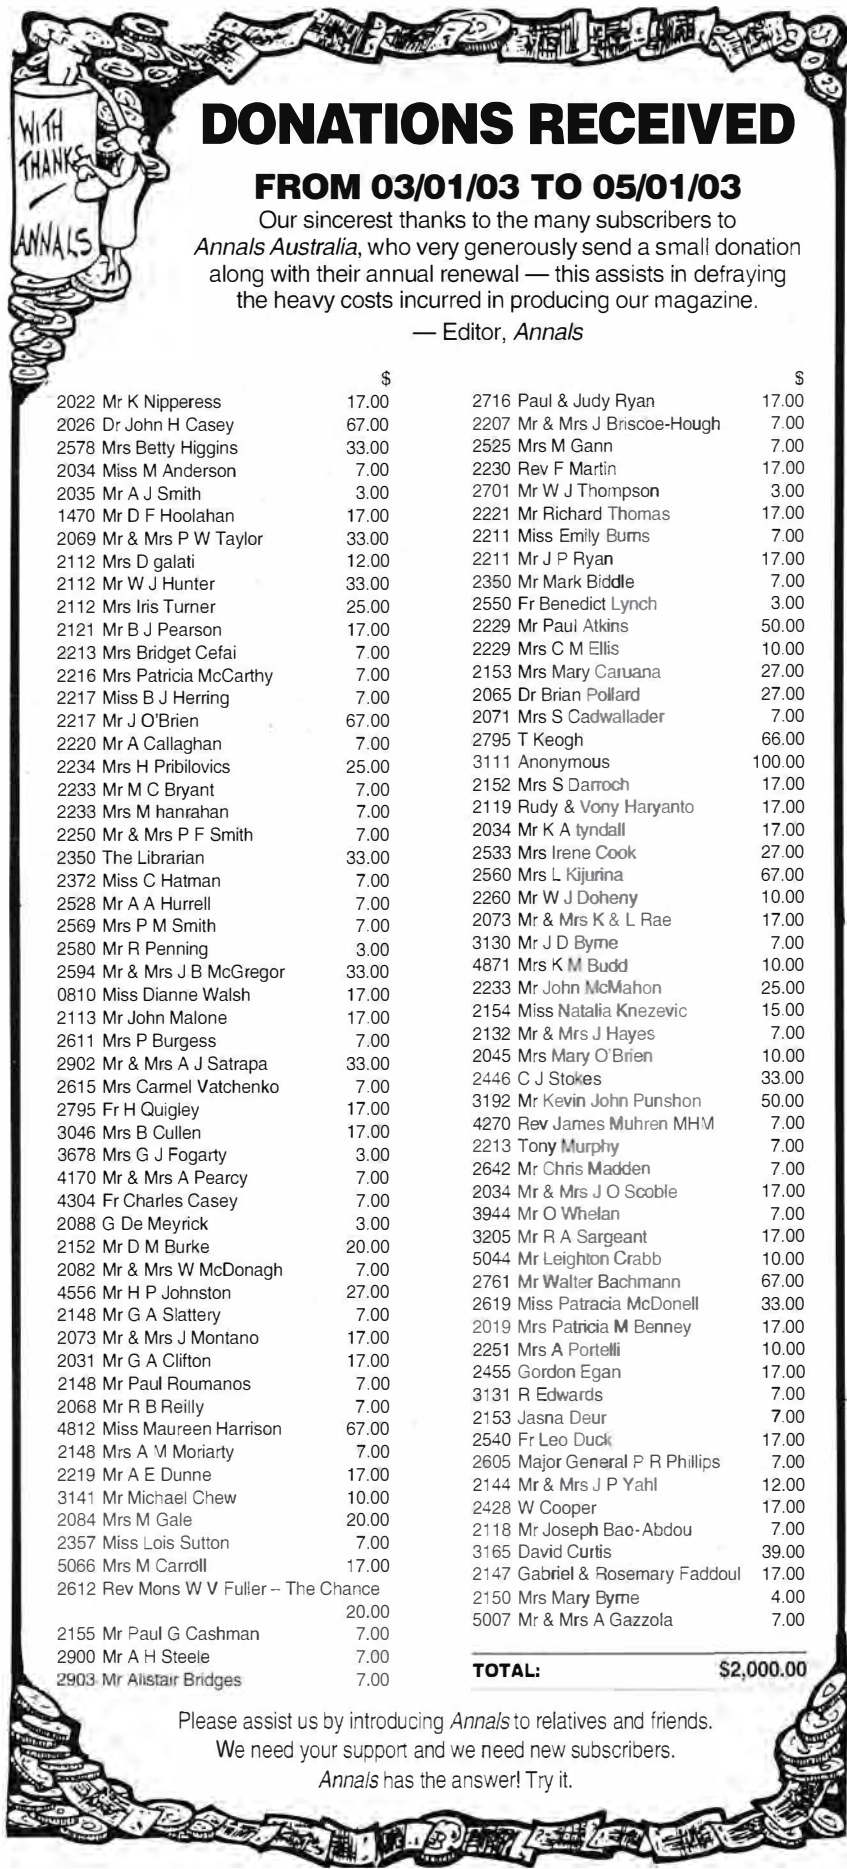 WITH
THANKS
ANNALS
DONATIONS RECEIVED
FROM 03/01/03 TO 05/01/03
Our sincerest thanks to the many subscribers to
Annals Australia, who very generously send a small donation
along with their annual renewal — this assists in defraying
the heavy costs incurred in producing our magazine.
— Editor, Annals
$
2022 Mr K Nipperess 17.00
2026 Dr John H Casey 67.00
2578 Mrs Betty Higgins 33.00
2034 Miss M Anderson 7.00
2035 Mr A J Smith 3.00
1470 Mr D F Hoolahan 17.00
2069 Mr & Mrs P W Taylor 33.00
2112 Mrs D galati 12.00
2112 Mr W J Hunter 33.00
2112 Mrs Iris Turner 25.00
2121 Mr B J Pearson 17.00
2213 Mrs Bridget Cefai 7.00
2216 Mrs Patricia McCarthy 7.00
2217 Miss B J Herring 7.00
2217 Mr J O'Brien 67.00
2220 Mr A Callaghan 7.00
2234 Mrs H Pribilovics 25.00
2233 Mr M C Bryant 7.00
2233 Mrs M hanrahan 7.00
2250 Mr & Mrs P F Smith 7.00
2350 The Librarian 33.00
2372 Miss C Hatman 7.00
2528 Mr A A Hurrell 7.00
2569 Mrs P M Smith 7.00
2580 Mr R Penning 3.00
2594 Mr & Mrs J B McGregor 33.00
0810 Miss Dianne Walsh 17.00
2113 Mr John Malone 17.00
2611 Mrs P Burgess 7.00
2902 Mr & Mrs A J Satrapa 33.00
2615 Mrs Carmel Vatchenko 7.00
2795 Fr H Quigley 17.00
3046 Mrs B Cullen 17.00
3678 Mrs G J Fogarty 3.00
4170 Mr & Mrs A Pearcy 7.00
4304 Fr Charles Casey 7.00
2088 G De Meyrick 3.00
2152 Mr D M Burke 20.00
2082 Mr & Mrs W McDonagh 7.00
4556 Mr H P Johnston 27.00
2148 Mr G A Slattery 7.00
2073 Mr & Mrs J Montano 17.00
2031 Mr G A Clifton 17.00
2148 Mr Paul Roumanos 7.00
2068 Mr R B Reilly 7.00
4812 Miss Maureen Harrison 67.00
2148 Mrs A M Moriarty 7.00
2219 Mr A E Dunne 17.00
3141 Mr Michael Chew 10.00
2084 Mrs M Gale 20.00
2357 Miss Lois Sutton 7.00
5066 Mrs M Carroll 17.00
2612 Rev Mons W V Fuller – The Chance
20.00
2155 Mr Paul G Cashman 7.00
2900 Mr A H Steele 7.00
2903 Mr Alistair Bridges 7.00
$
2716 Paul & Judy Ryan 17.00
2207 Mr & Mrs J Briscoe-Hough 7.00
2525 Mrs M Gann 7.00
2230 Rev F Martin 17.00
2701 Mr W J Thompson 3.00
2221 Mr Richard Thomas 17.00
2211 Miss Emily Burns 7.00
2211 Mr J P Ryan 17.00
2350 Mr Mark Biddle 7.00
2550 Fr Benedict Lynch 3.00
2229 Mr Paul Atkins 50.00
2229 Mrs C M Ellis 10.00
2153 Mrs Mary Caruana 27.00
2065 Dr Brian Pollard 27.00
2071 Mrs S Cadwallader 7.00
2795 T Keogh 66.00
3111 Anonymous 100.00
2152 Mrs S Darroch 17.00
2119 Rudy & Vony Haryanto 17.00
2034 Mr K A tyndall 17.00
2533 Mrs Irene Cook 27.00
2560 Mrs L Kijurina 67.00
2260 Mr W J Doheny 10.00
2073 Mr & Mrs K & L Rae 17.00
3130 Mr J D Byrne 7.00
4871 Mrs K M Budd 10.00
2233 Mr John McMahon 25.00
2154 Miss Natalia Knezevic 15.00
2132 Mr & Mrs J Hayes 7.00
2045 Mrs Mary O'Brien 10.00
2446 C J Stokes 33.00
3192 Mr Kevin John Punshon 50.00
4270 Rev James Muhren MHM 7.00
2213 Tony Murphy 7.00
2642 Mr Chris Madden 7.00
2034 Mr & Mrs J O Scoble 17.00
3944 Mr O Whelan 7.00
3205 Mr R A Sargeant 17.00
5044 Mr Leighton Crabb 10.00
2761 Mr Walter Bachmann 67.00
2619 Miss Patracia McDonell 33.00
2019 Mrs Patricia M Benney 17.00
2251 Mrs A Portelli 10.00
2455 Gordon Egan 17.00
3131 R Edwards 7.00
2153 Jasna Deur 7.00
2540 Fr Leo Duck 17.00
2605 Major General P R Phillips 7.00
2144 Mr & Mrs J P Yahl 12.00
2428 W Cooper 17.00
2118 Mr Joseph Bao-Abdou 7.00
3165 David Curtis 39.00
2147 Gabriel & Rosemary Faddoul 17.00
2150 Mrs Mary Byrne 4.00
5007 Mr & Mrs A Gazzola 7.00
TOTAL: $2,000.00
Please assist us by introducing Annals to relatives and friends.
We need your support and we need new subscribers.
Annals has the answer! Try it.